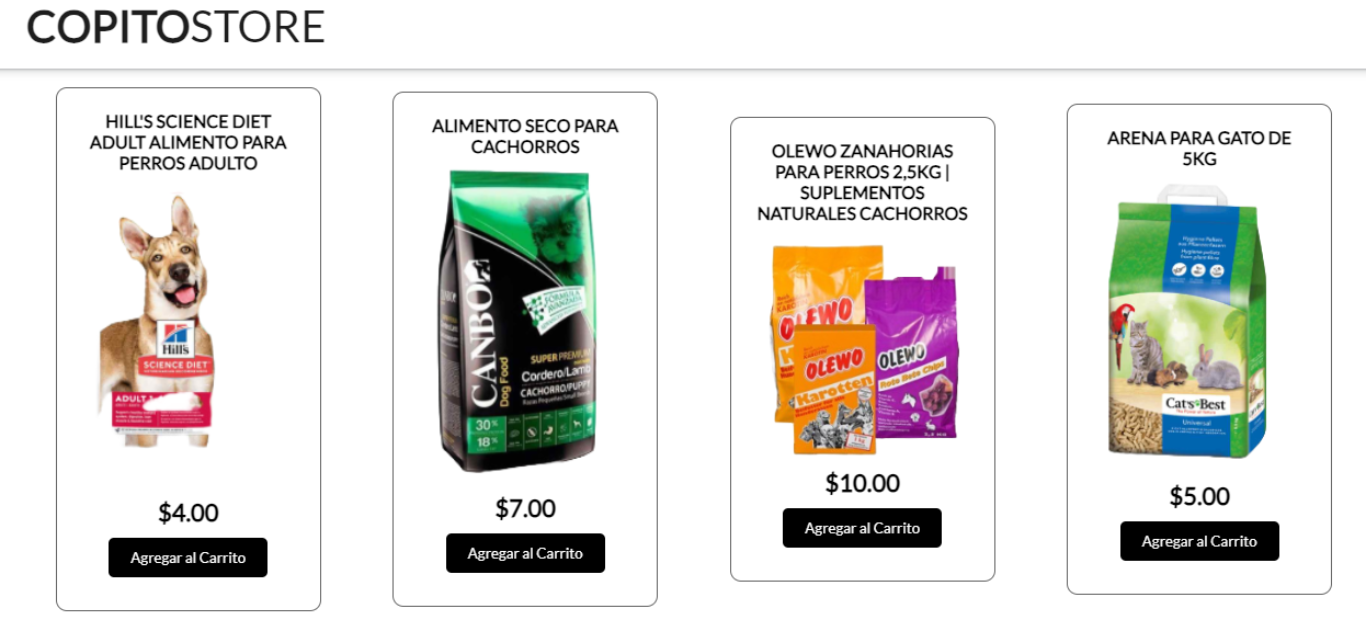 COPITOSTORE
HILL'S SCIENCE DIET
ADULT ALIMENTO PARA
PERROS ADULTO
Hill's
SCIENCE DIET
ADULT
$4.00
Agregar al Carrito
ALIMENTO SECO PARA
CACHORROS
CANBO
Dog Food
FÓRMULA
AVANZADA
SUPER PREMIUM
Cordero/Lamb
CACHORRO/PUPPY
30%
18%
$7.00
Agregar al Carrito
OLEWO ZANAHORIAS
PARA PERROS 2,5KG |
SUPLEMENTOS
NATURALES CACHORROS
OLEWO
OLEWO
Karotten
OLEWO
Rote Bete Chips
$10.00
Agregar al Carrito
ARENA PARA GATO DE
5KG
Cat's Best
Universal
$5.00
Agregar al Carrito